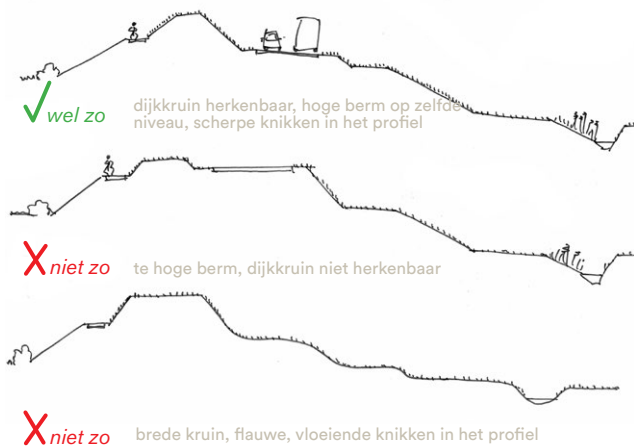 wel zo
dijkkruin herkenbaar, hoge berm op zelfde
niveau, scherpe knikken in het profiel
niet zo
te hoge berm, dijkkruin niet herkenbaar
niet zo
brede kruin, flauwe, vloeiende knikken in het profiel